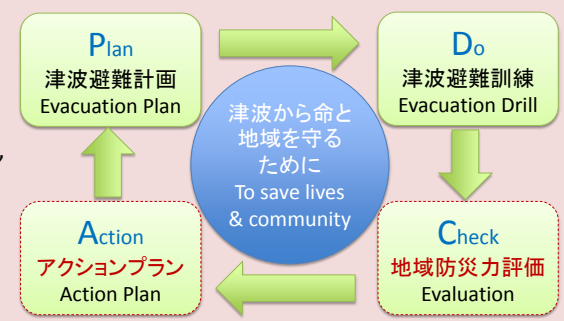 Plan
津波避難計画
Evacuation Plan
Do
津波避難訓練
Evacuation Drill
津波から命と
地域を守る
ために
To save lives
& community
Action
アクションプラン
Action Plan
Check
地域防災力評価
Evaluation